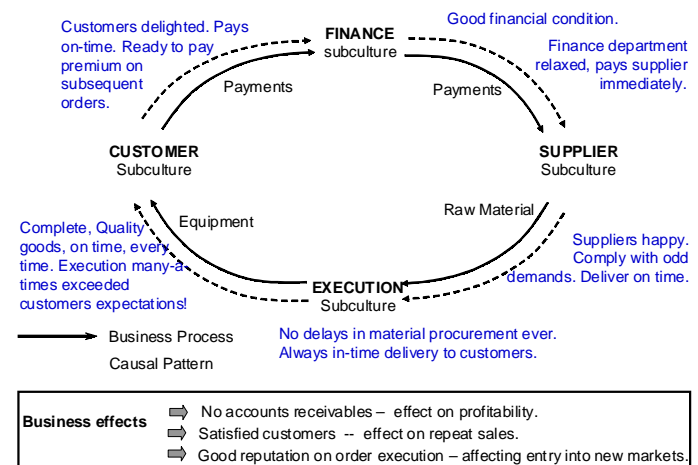 Customers delighted. Pays
on-time. Ready to pay
premium on
subsequent
orders.
FINANCE
subculture
Good financial condition.
Finance department
relaxed, pays supplier
immediately.
Payments
Payments
CUSTOMER
Subculture
SUPPLIER
Subculture
Complete, Quality
goods, on time, every
time. Execution many-a-
times exceeded
customers expectations!
Equipment
Raw Material
Suppliers happy.
Comply with odd
demands. Deliver on time.
EXECUTION
Subculture
Business Process
Causal Pattern
No delays in material procurement ever.
Always in-time delivery to customers.
Business effects
No accounts receivables – effect on profitability.
Satisfied customers -- effect on repeat sales.
Good reputation on order execution – affecting entry into new markets.